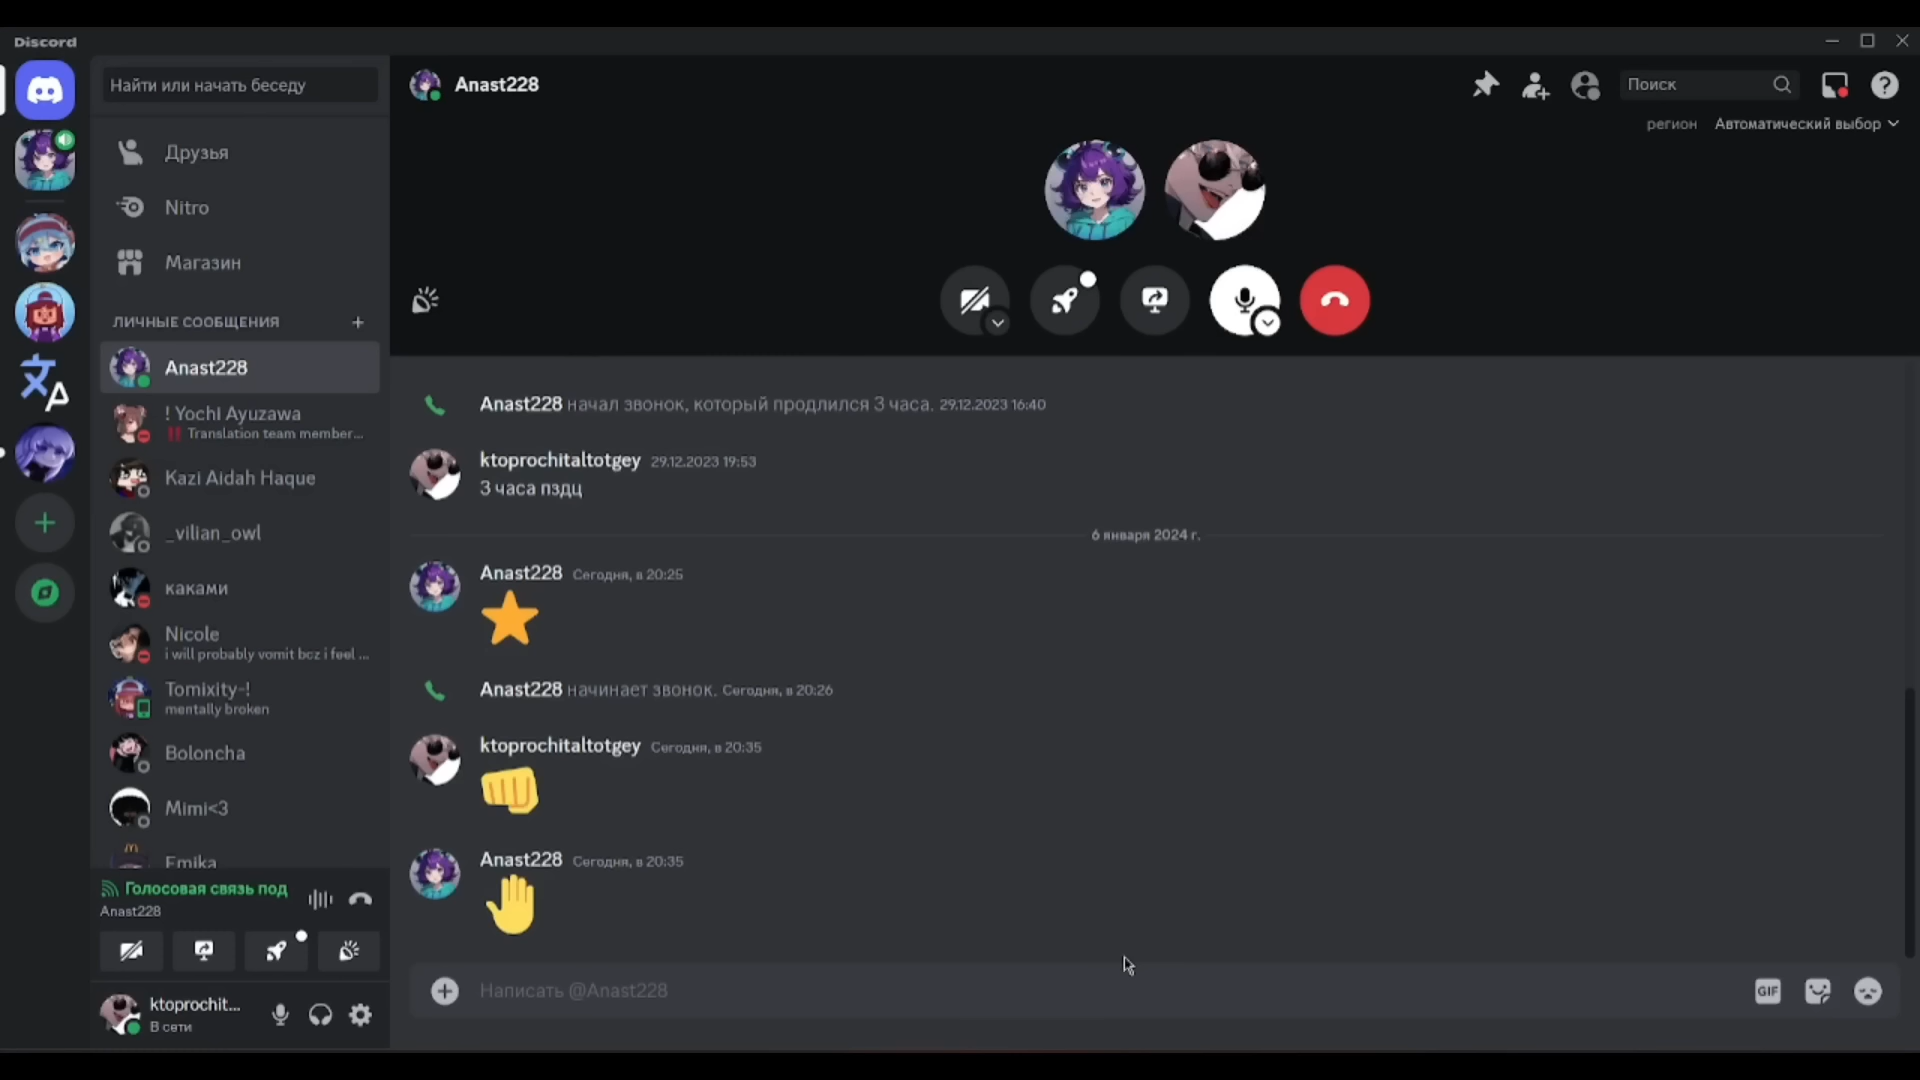 Discord
Найти или начать беседу
Друзья
Nitro
Магазин
ЛИЧНЫЕ СООБЩЕНИЯ
Anast228
! Yochi Ayuzawa
Translation team member...
Kazi Aidah Haque
_vilian_owl
каками
Nicole
i will probably vomit bcz i feel ...
Tomixity-!
mentally broken
Boloncha
Mimi<3
Emika
Голосовая связь под
Anast228
ktoprochit...
В сети
Anast228
Поиск
регион Автоматический выбор
Anast228 начал звонок, который продлился 3 часа. 29.12.2023 16:40
ktoprochitaltotgey 29.12.2023 19:53
3 часа пздц
6 января 2024 г.
Anast228 Сегодня, в 20:25
Anast228 начинает звонок. Сегодня, в 20:26
ktoprochitaltotgey Сегодня, в 20:35
Anast228 Сегодня, в 20:35
Написать @Anast228
GIF